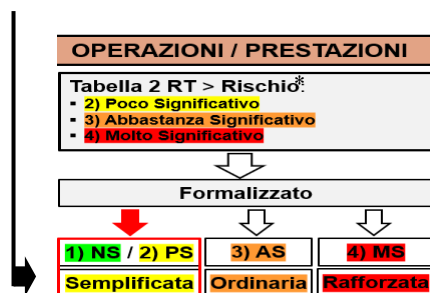 OPERAZIONI / PRESTAZIONI
Tabella 2 RT > Rischio*:
▪ 2) Poco Significativo
▪ 3) Abbastanza Significativo
▪ 4) Molto Significativo
Formalizzato
1) NS / 2) PS 3) AS 4) MS
Semplificata Ordinaria Rafforzata